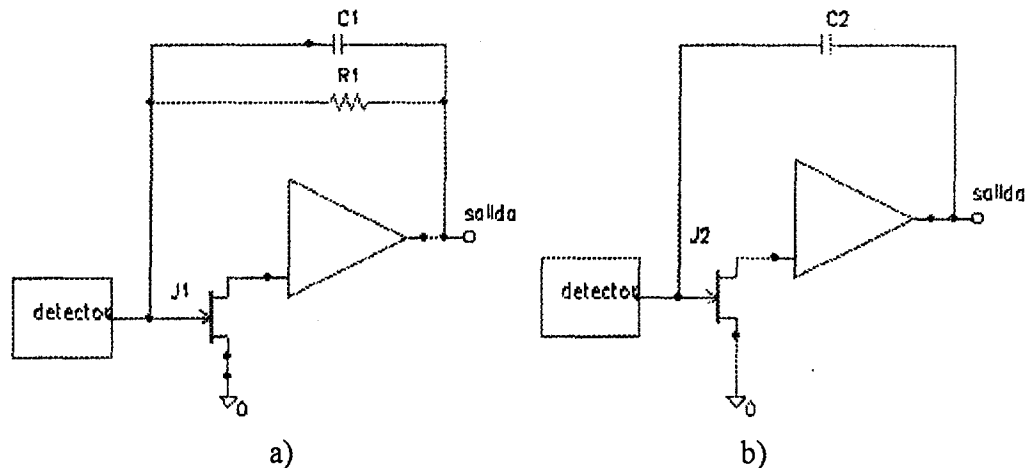 C1
R1
salida
J1
detector
0
a)
C2
salida
J2
detector
0
b)